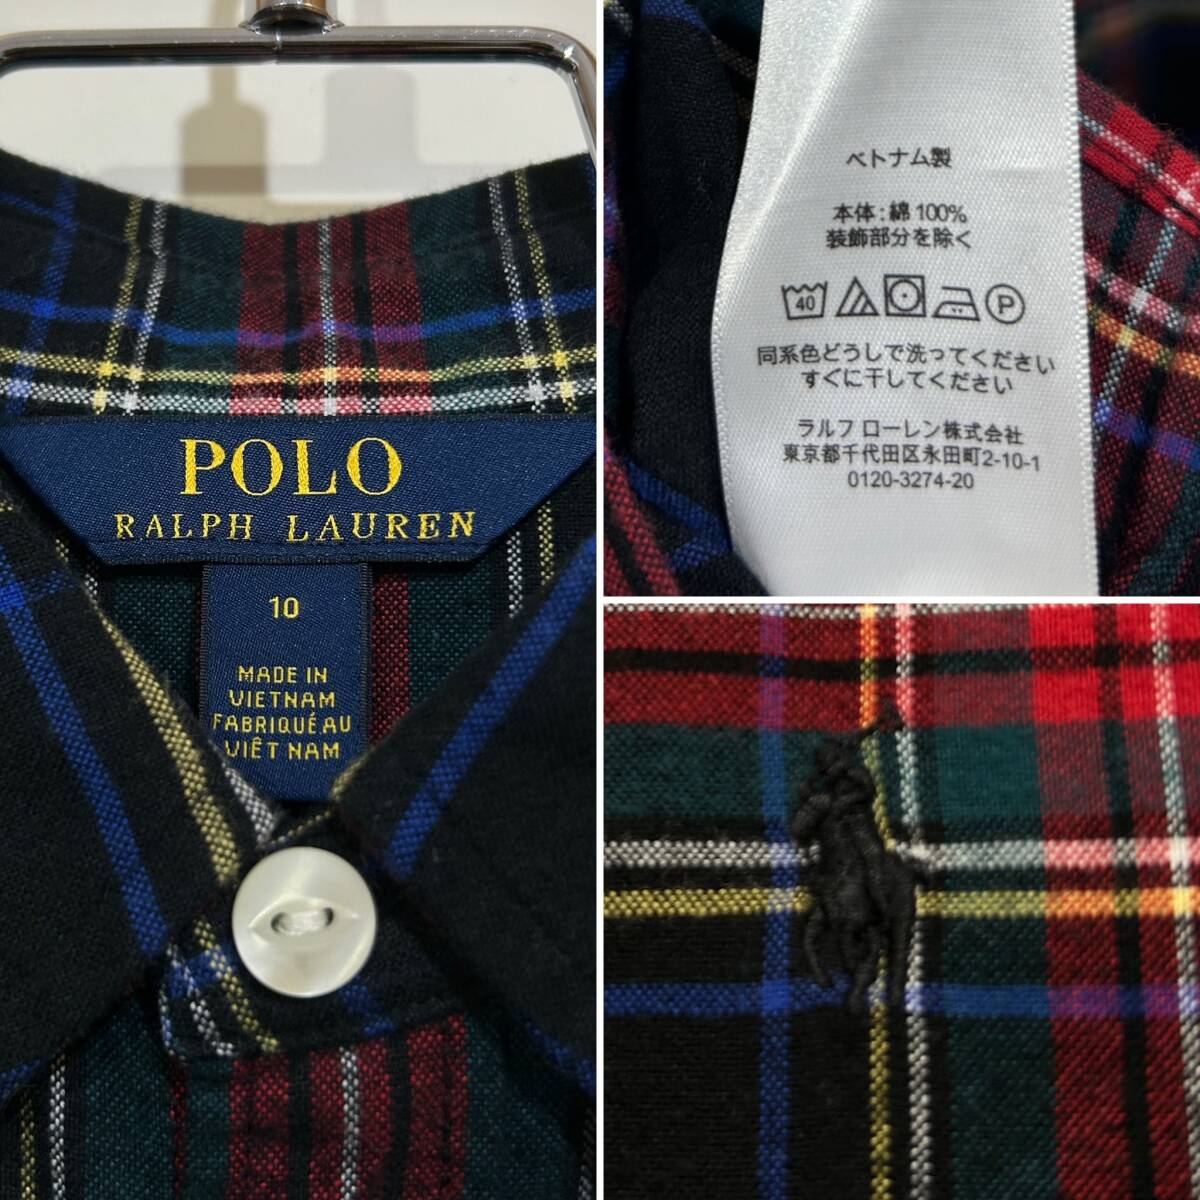 POLO
RALPH LAUREN
10
MADE IN
VIETNAM
FABRIQUÉ AU
VIÊT NAM
ベトナム製
本体：綿 100%
装飾部分を除く
40
P
同系色どうしで洗ってください
すぐに干してください
ラルフ ローレン株式会社
東京都千代田区永田町2-10-1
0120-3274-20